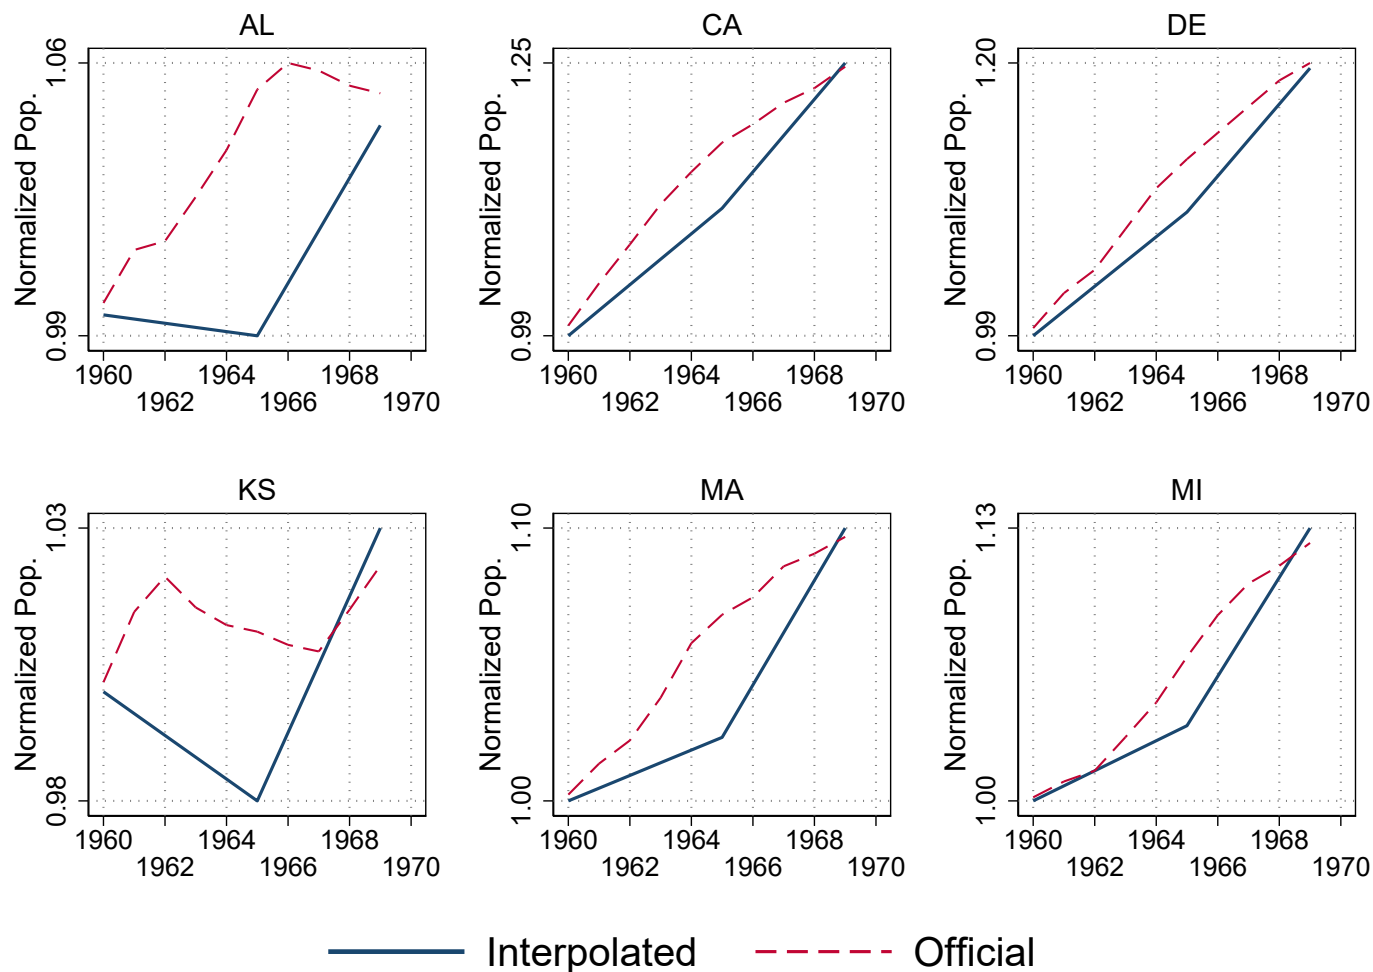 AL
Normalized Pop.
1.06
0.99
1960 1964 1968
1962 1966 1970
CA
Normalized Pop.
1.25
0.99
1960 1964 1968
1962 1966 1970
DE
Normalized Pop.
1.20
0.99
1960 1964 1968
1962 1966 1970
KS
Normalized Pop.
1.03
0.98
1960 1964 1968
1962 1966 1970
MA
Normalized Pop.
1.10
1.00
1960 1964 1968
1962 1966 1970
MI
Normalized Pop.
1.13
1.00
1960 1964 1968
1962 1966 1970
Interpolated Official